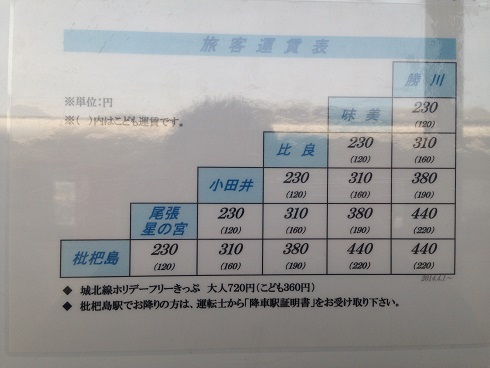 旅客運賃表
勝川
※単位:円
味美 230
※( )内はこども運賃です。
(120)
比良 230 310
(120) (160)
小田井 230 310 380
(120) (160) (190)
尾張 230 310 380 440
星の宮 (120) (160) (190) (220)
枇杷島 230 310 380 440 440
(120) (160) (190) (220) (220)
2014.4.1〜
◆ 城北線ホリデーフリーきっぷ 大人720円(こども360円)
◆ 枇杷島駅でお降りの方は、運転士から「降車駅証明書」をお受け取り下さい。